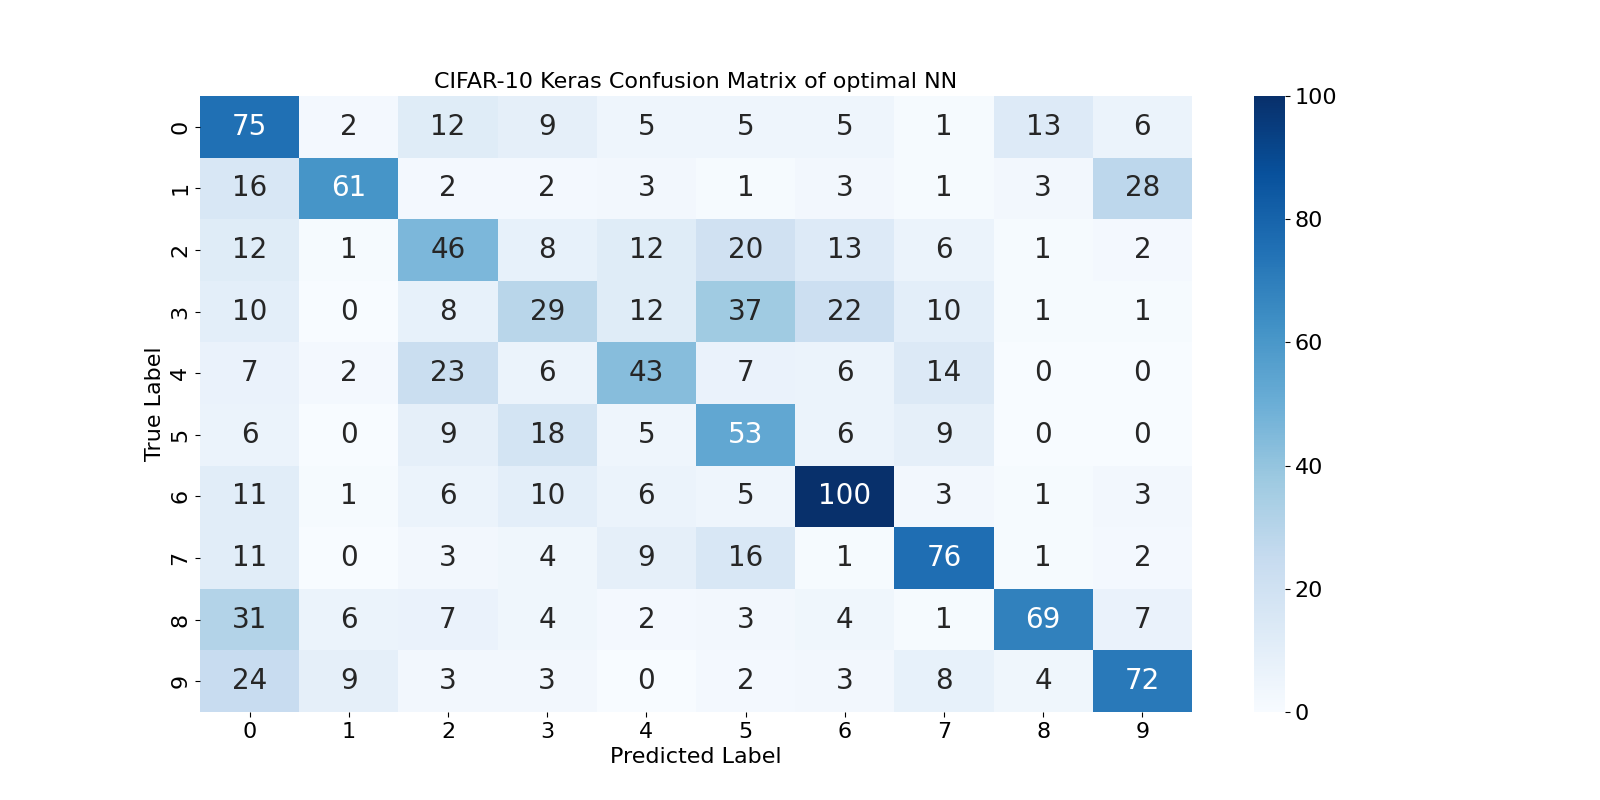 CIFAR-10 Keras Confusion Matrix of optimal NN
0 75 2 12 9 5 5 5 1 13 6
1 16 61 2 2 3 1 3 1 3 28
2 12 1 46 8 12 20 13 6 1 2
3 10 0 8 29 12 37 22 10 1 1
4 7 2 23 6 43 7 6 14 0 0
5 6 0 9 18 5 53 6 9 0 0
6 11 1 6 10 6 5 100 3 1 3
7 11 0 3 4 9 16 1 76 1 2
8 31 6 7 4 2 3 4 1 69 7
9 24 9 3 3 0 2 3 8 4 72
0 1 2 3 4 5 6 7 8 9
Predicted Label
True Label
100
80
60
40
20
0